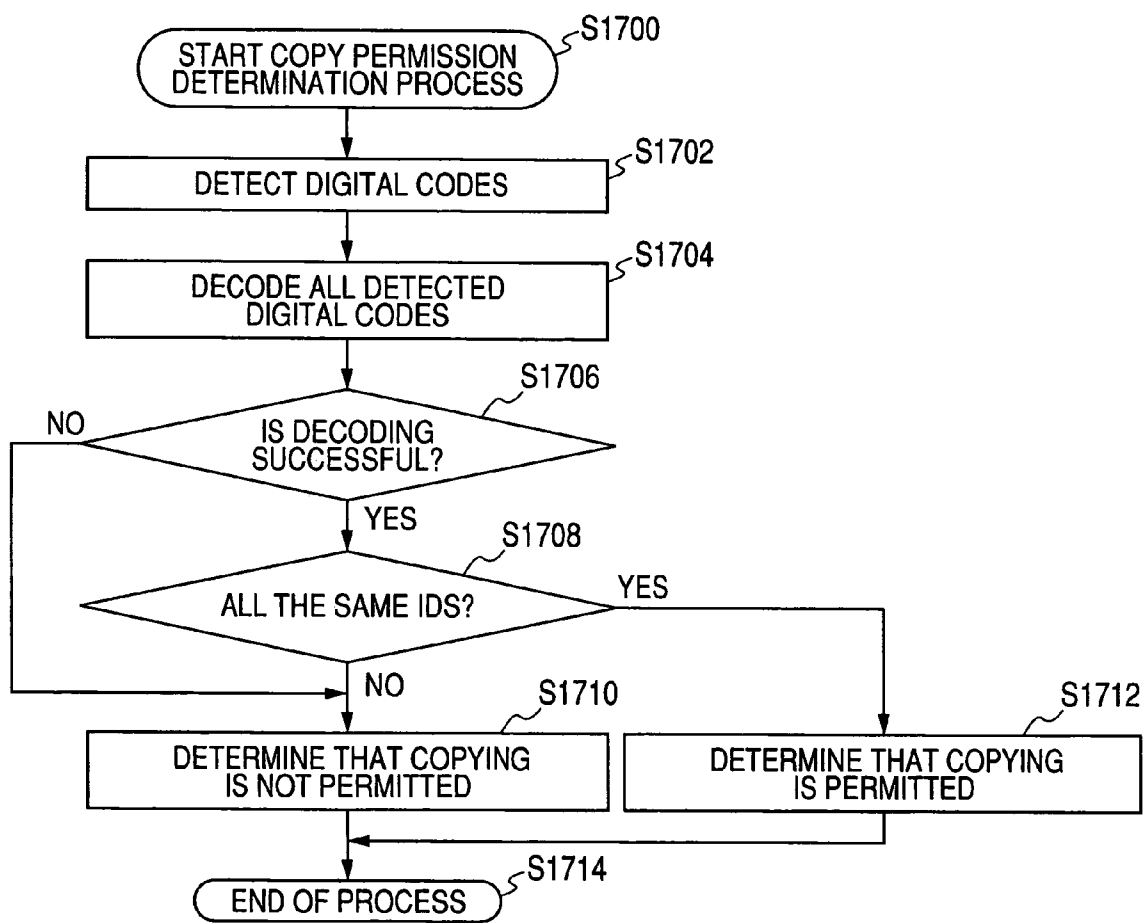 START COPY PERMISSION
DETERMINATION PROCESS
S1700
DETECT DIGITAL CODES
S1702
DECODE ALL DETECTED
DIGITAL CODES
S1704
IS DECODING
SUCCESSFUL?
S1706
NO
YES
ALL THE SAME IDS?
S1708
YES
NO
DETERMINE THAT COPYING
IS NOT PERMITTED
S1710
DETERMINE THAT COPYING
IS PERMITTED
S1712
END OF PROCESS
S1714